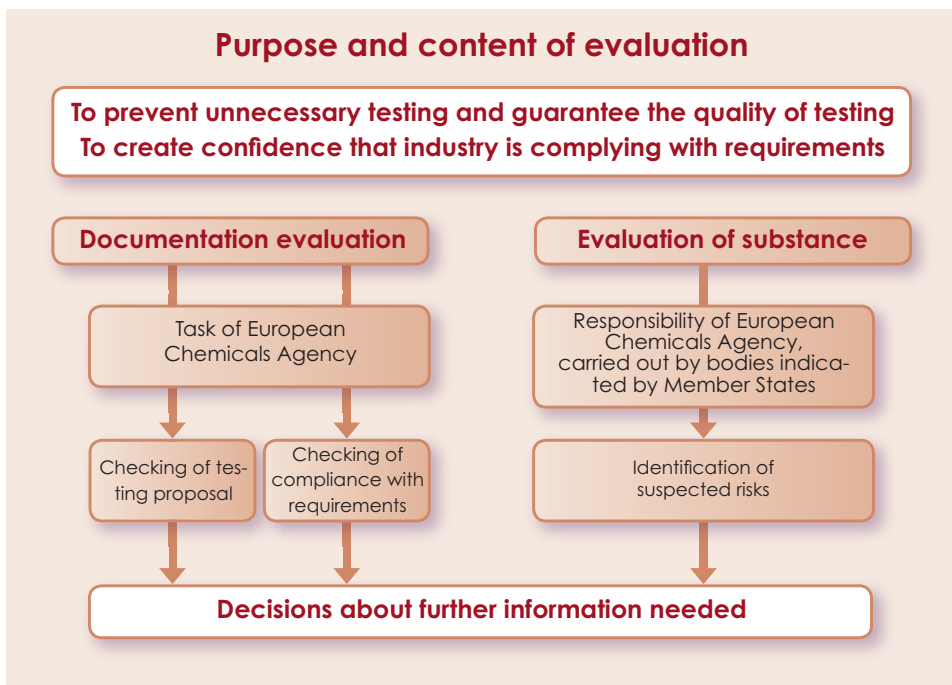 Purpose and content of evaluation
To prevent unnecessary testing and guarantee the quality of testing
To create confidence that industry is complying with requirements
Documentation evaluation
Task of European
Chemicals Agency
Checking of tes-
ting proposal
Checking of
compliance with
requirements
Evaluation of substance
Responsibility of European
Chemicals Agency,
carried out by bodies indica-
ted by Member States
Identification of
suspected risks
Decisions about further information needed